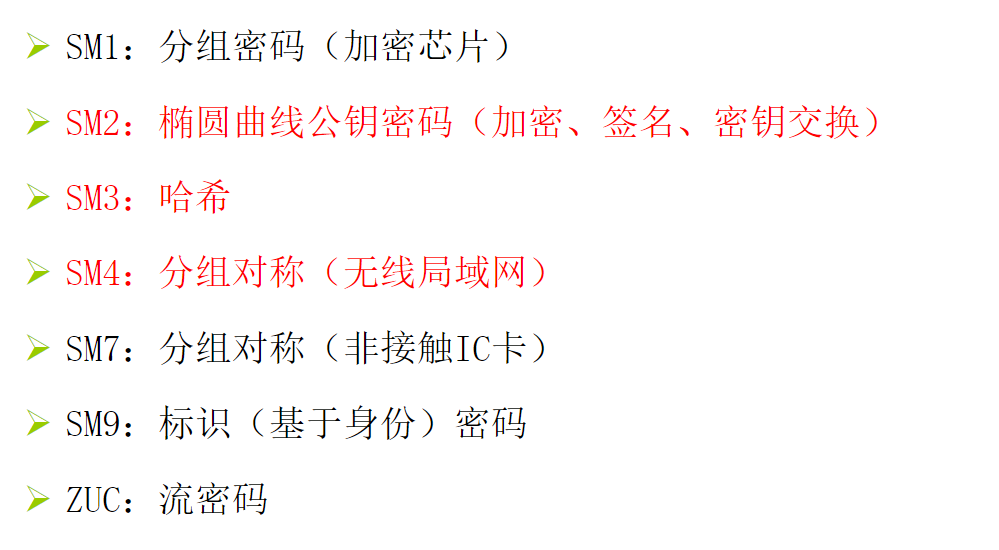 SM1：分组密码（加密芯片）
SM2：椭圆曲线公钥密码（加密、签名、密钥交换）
SM3：哈希
SM4：分组对称（无线局域网）
SM7：分组对称（非接触IC卡）
SM9：标识（基于身份）密码
ZUC：流密码